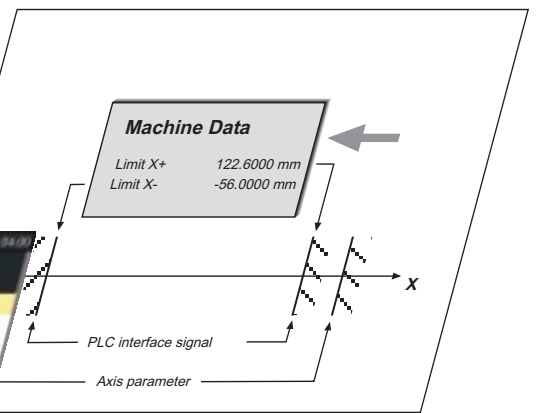 Machine Data
Limit X+ 122.6000 mm
Limit X- -56.0000 mm
X
PLC interface signal
Axis parameter